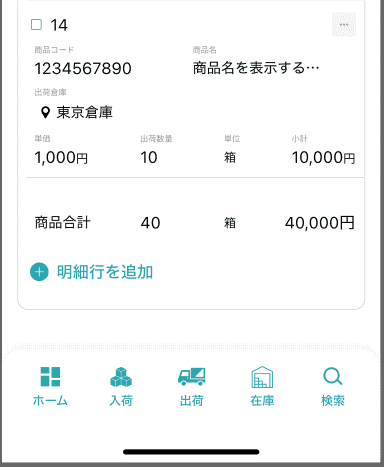 14
商品コード 商品名
1234567890 商品名を表示する…
出荷倉庫
東京倉庫
単価 出荷数量 単位 小計
1,000円 10 箱 10,000円
商品合計 40 箱 40,000円
明細行を追加
ホーム 入荷 出荷 在庫 検索